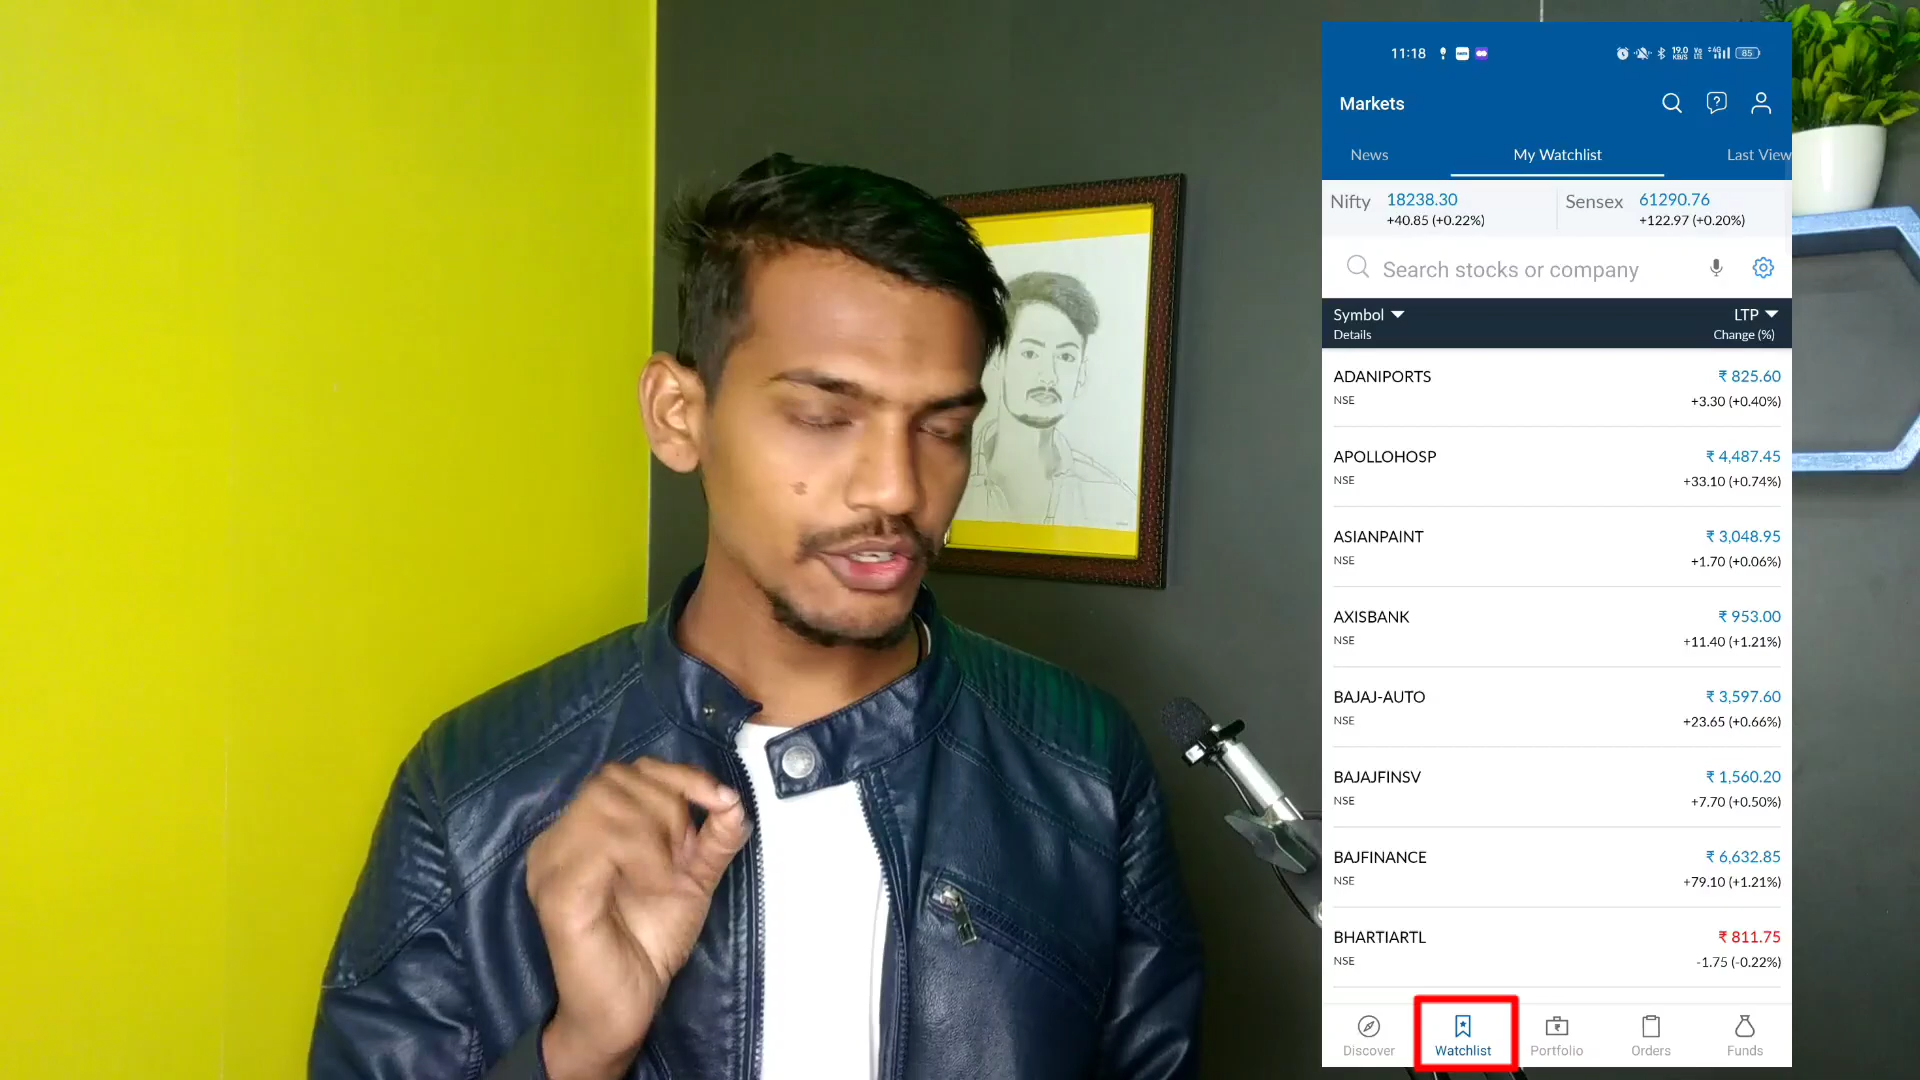 11:18
19.0
KB/S
4G
85
Markets
News
My Watchlist
Last View
Nifty
18238.30
+40.85 (+0.22%)
Sensex
61290.76
+122.97 (+0.20%)
Search stocks or company
Symbol
Details
LTP
Change (%)
ADANIPORTS
₹ 825.60
NSE
+3.30 (+0.40%)
APOLLOHOSP
₹ 4,487.45
NSE
+33.10 (+0.74%)
ASIANPAINT
₹ 3,048.95
NSE
+1.70 (+0.06%)
AXISBANK
₹ 953.00
NSE
+11.40 (+1.21%)
BAJAJ-AUTO
₹ 3,597.60
NSE
+23.65 (+0.66%)
BAJAJFINSV
₹ 1,560.20
NSE
+7.70 (+0.50%)
BAJFINANCE
₹ 6,632.85
NSE
+79.10 (+1.21%)
BHARTIARTL
₹ 811.75
NSE
-1.75 (-0.22%)
Discover
Watchlist
Portfolio
Orders
Funds